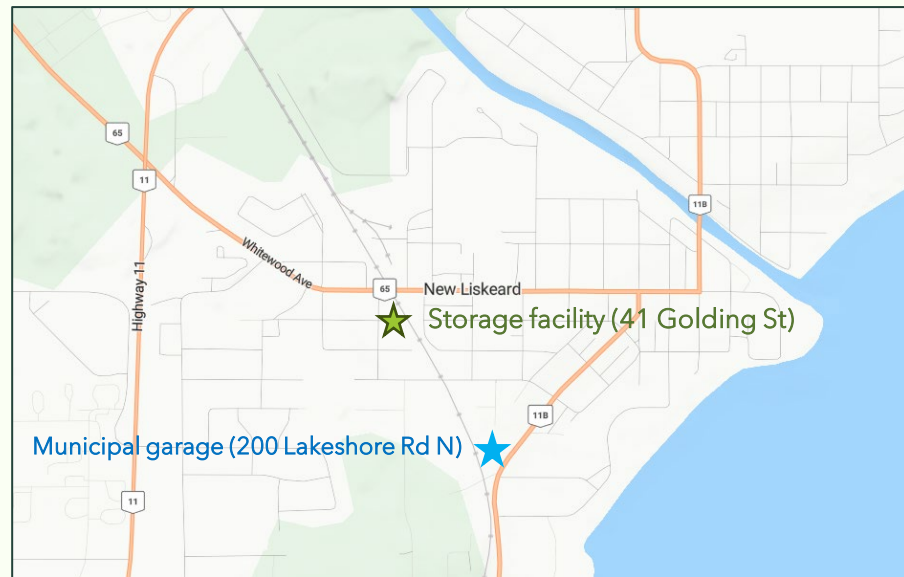 65
11
11B
Whitewood Ave
Highway 11
65
New Liskeard
Storage facility (41 Golding St)
11B
Municipal garage (200 Lakeshore Rd N)
11